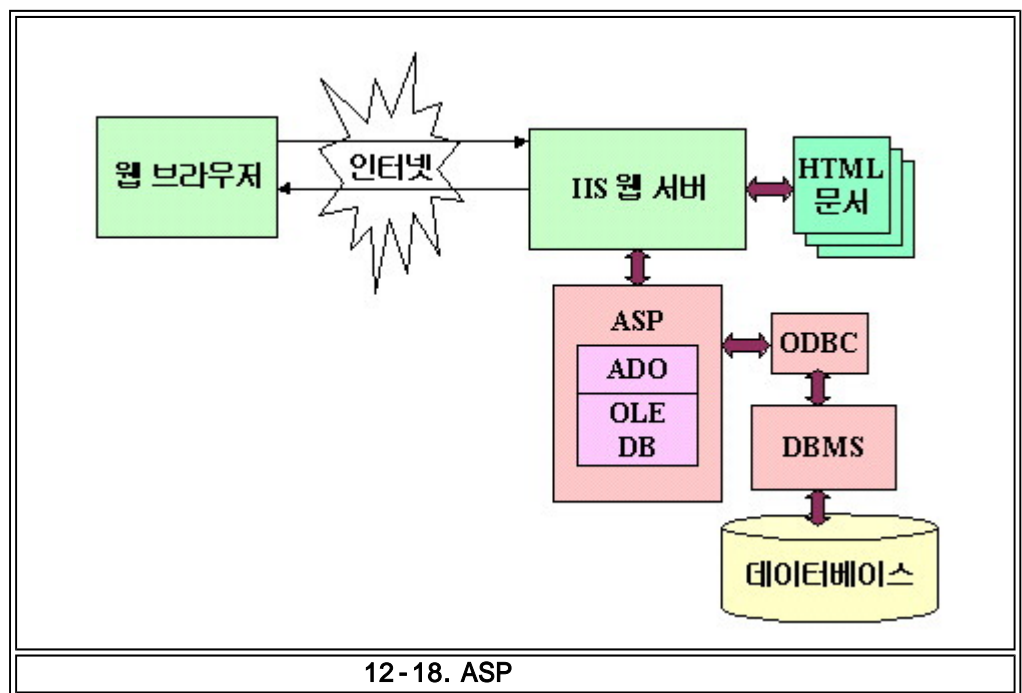 웹 브라우저
인터넷
IIS 웹 서버
HTML
문서
ASP
ADO
OLE
DB
ODBC
DBMS
데이터베이스
12-18. ASP